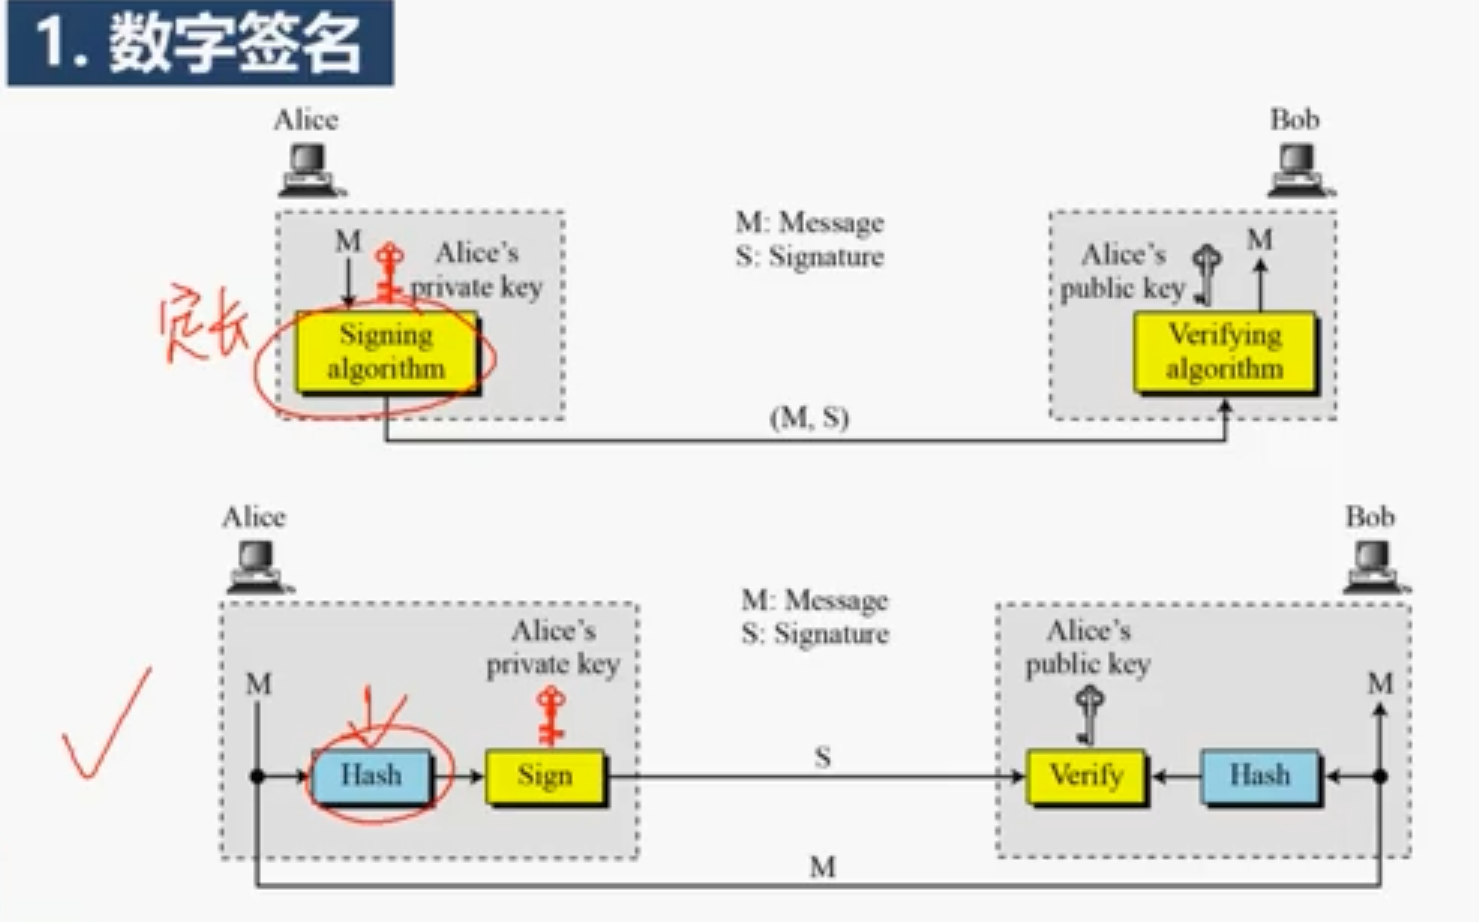 1. 数字签名
Alice
Bob
M: Message
S: Signature
M
Alice's
private key
Alice's
public key
M
定长
Signing
algorithm
Verifying
algorithm
(M, S)
Alice
Bob
M: Message
S: Signature
Alice's
private key
Alice's
public key
M
M
Hash
Sign
S
Verify
Hash
M